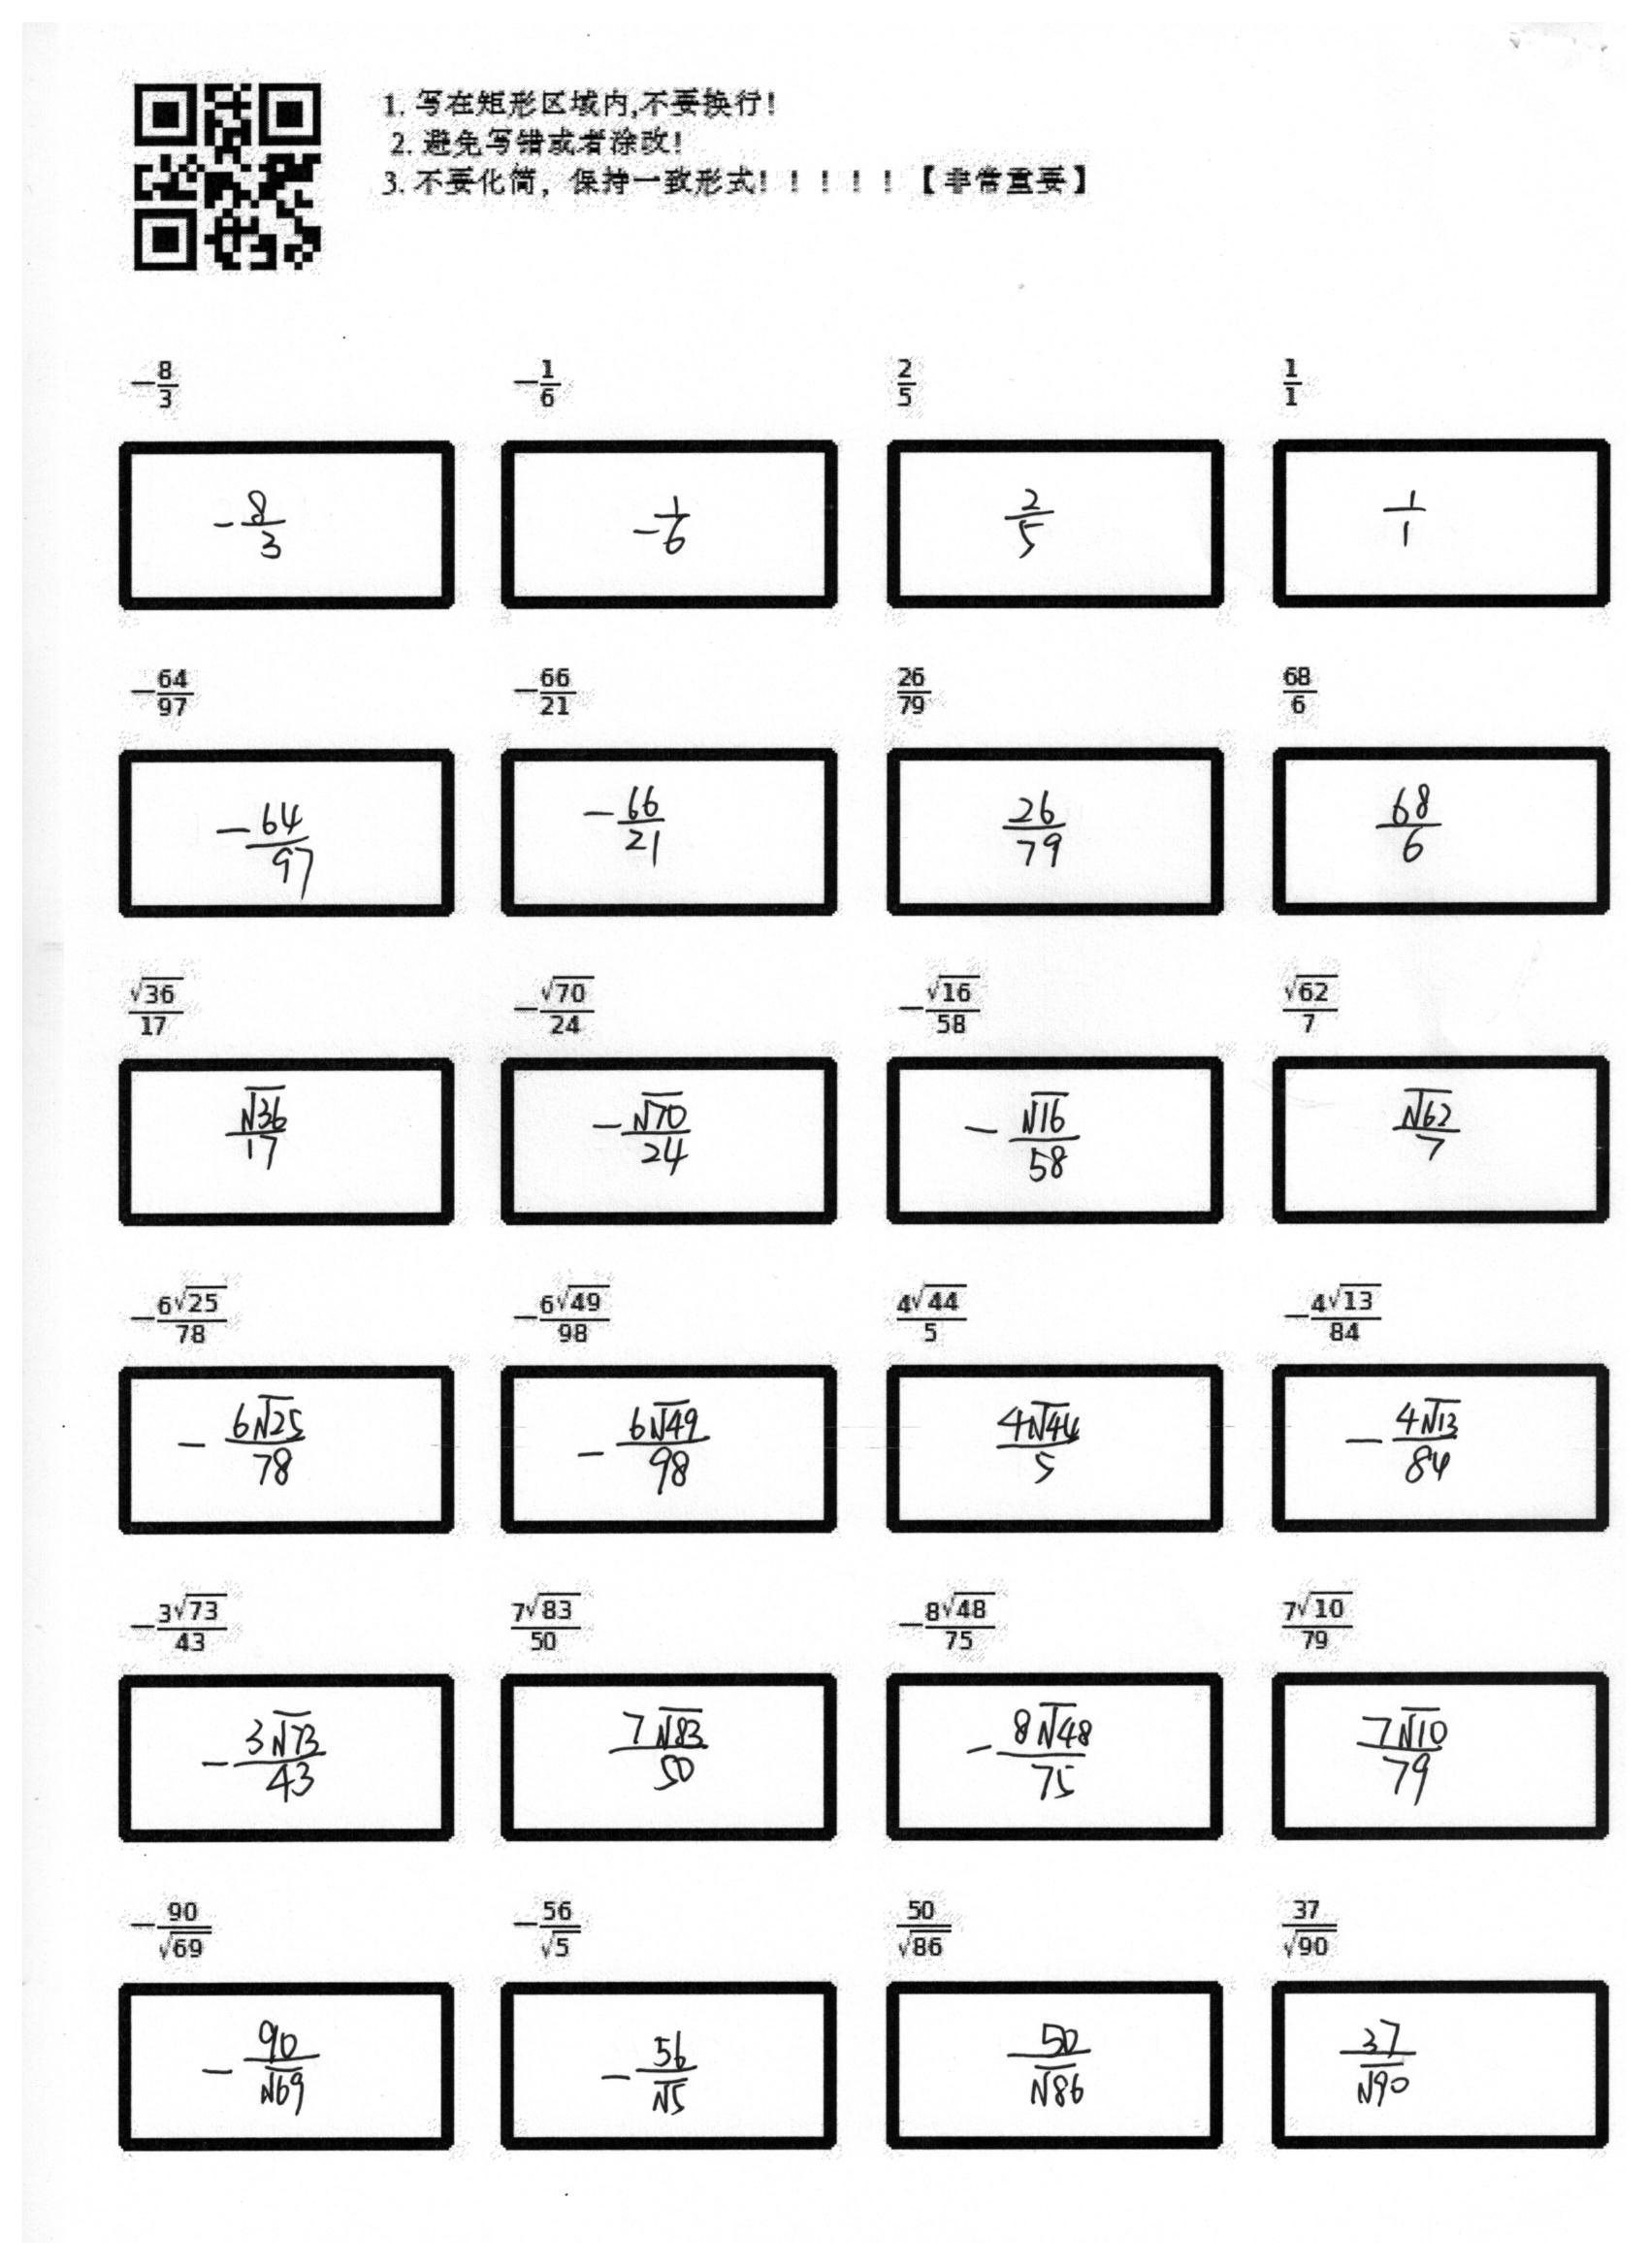 1. 写在矩形区域内,不要换行!
2. 避免写错或者涂改!
3. 不要化简，保持一致形式!！！！！【非常重要】
$-\frac{8}{3}$ $-\frac{1}{6}$ $\frac{2}{5}$ $\frac{1}{1}$
$-\frac{8}{3}$ $-\frac{1}{6}$ $\frac{2}{5}$ $\frac{1}{1}$
$-\frac{64}{97}$ $-\frac{66}{21}$ $\frac{26}{79}$ $\frac{68}{6}$
$-\frac{64}{97}$ $-\frac{66}{21}$ $\frac{26}{79}$ $\frac{68}{6}$
$\frac{\sqrt{36}}{17}$ $-\frac{\sqrt{70}}{24}$ $-\frac{\sqrt{16}}{58}$ $\frac{\sqrt{62}}{7}$
$\frac{\sqrt{36}}{17}$ $-\frac{\sqrt{70}}{24}$ $-\frac{\sqrt{16}}{58}$ $\frac{\sqrt{62}}{7}$
$-\frac{6\sqrt{25}}{78}$ $-\frac{6\sqrt{49}}{98}$ $\frac{4\sqrt{44}}{5}$ $-\frac{4\sqrt{13}}{84}$
$-\frac{6\sqrt{25}}{78}$ $-\frac{6\sqrt{49}}{98}$ $\frac{4\sqrt{44}}{5}$ $-\frac{4\sqrt{13}}{84}$
$-\frac{3\sqrt{73}}{43}$ $\frac{7\sqrt{83}}{50}$ $-\frac{8\sqrt{48}}{75}$ $\frac{7\sqrt{10}}{79}$
$-\frac{3\sqrt{73}}{43}$ $\frac{7\sqrt{83}}{50}$ $-\frac{8\sqrt{48}}{75}$ $\frac{7\sqrt{10}}{79}$
$-\frac{90}{\sqrt{69}}$ $-\frac{56}{\sqrt{5}}$ $\frac{50}{\sqrt{86}}$ $\frac{37}{\sqrt{90}}$
$-\frac{90}{\sqrt{69}}$ $-\frac{56}{\sqrt{5}}$ $\frac{50}{\sqrt{86}}$ $\frac{37}{\sqrt{90}}$